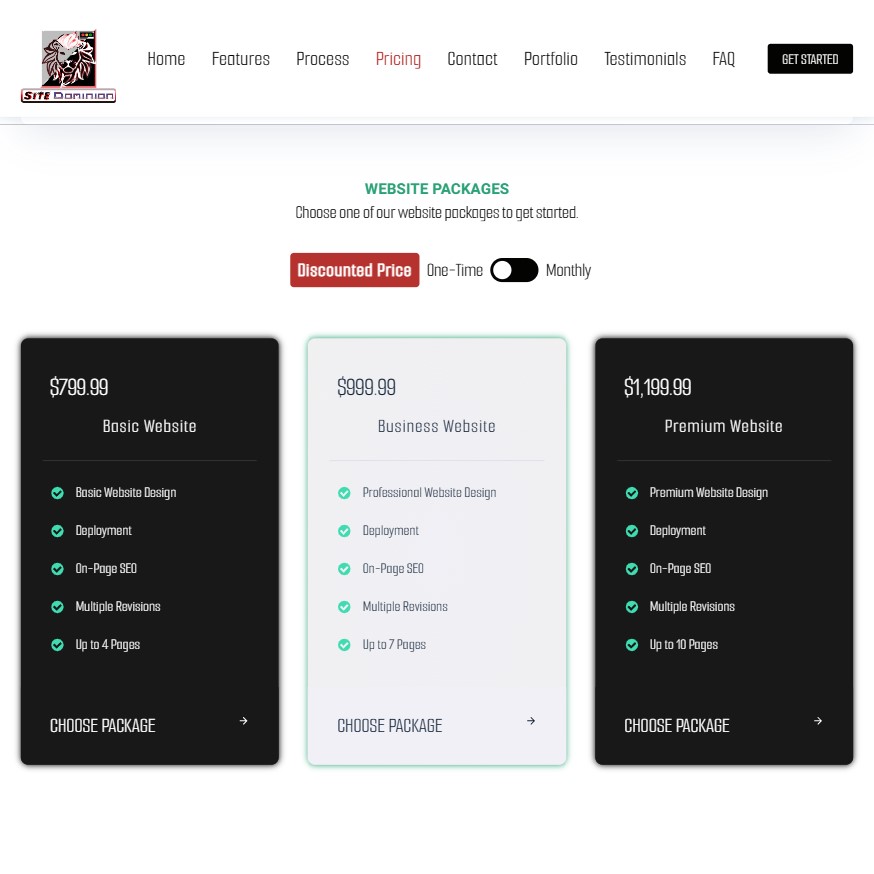 Home Features Process Pricing Contact Portfolio Testimonials FAQ GET STARTED
SITE Dominion
WEBSITE PACKAGES
Choose one of our website packages to get started.
Discounted Price One-Time Monthly
$799.99
Basic Website
Basic Website Design
Deployment
On-Page SEO
Multiple Revisions
Up to 4 Pages
CHOOSE PACKAGE
$999.99
Business Website
Professional Website Design
Deployment
On-Page SEO
Multiple Revisions
Up to 7 Pages
CHOOSE PACKAGE
$1,199.99
Premium Website
Premium Website Design
Deployment
On-Page SEO
Multiple Revisions
Up to 10 Pages
CHOOSE PACKAGE